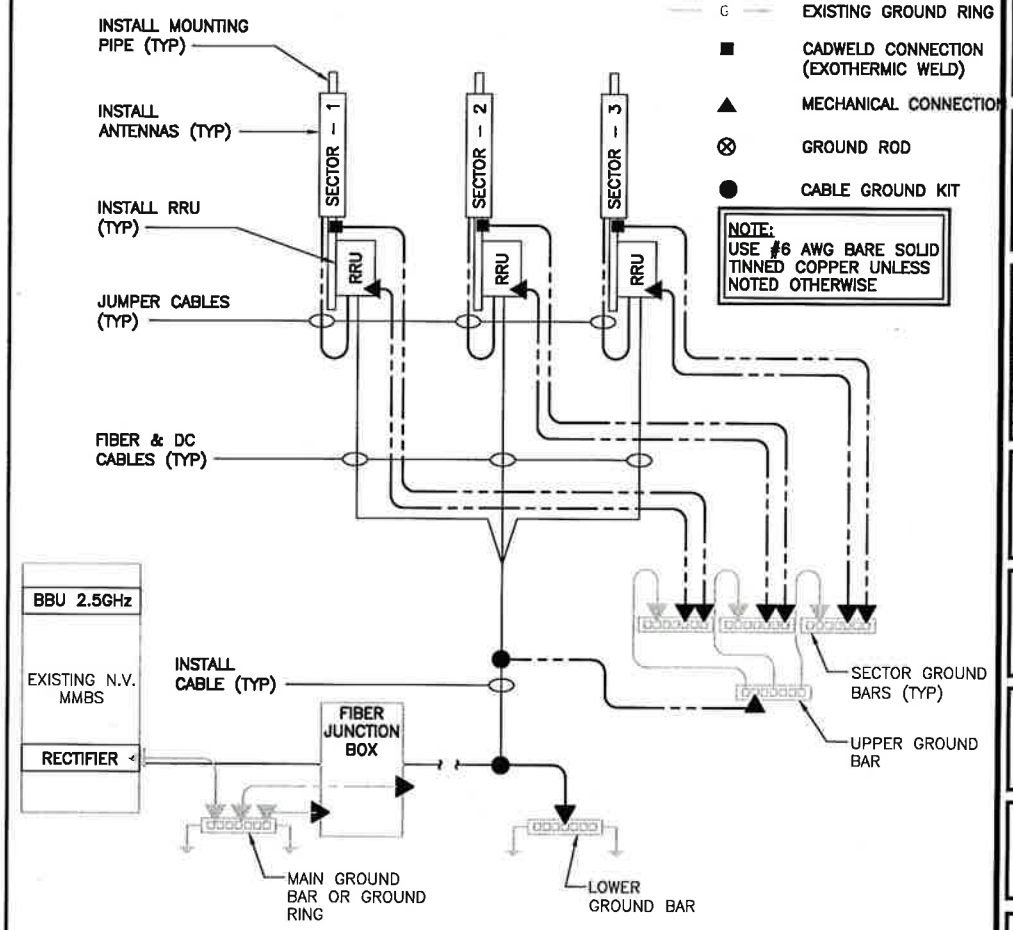 INSTALL MOUNTING
PIPE (TYP)
INSTALL
ANTENNAS (TYP)
INSTALL RRU
(TYP)
JUMPER CABLES
(TYP)
FIBER & DC
CABLES (TYP)
SECTOR - 1
SECTOR - 2
SECTOR - 3
RRU
RRU
RRU
G
EXISTING GROUND RING
CADWELD CONNECTION
(EXOTHERMIC WELD)
MECHANICAL CONNECTION
GROUND ROD
CABLE GROUND KIT
NOTE:
USE #6 AWG BARE SOLID
TINNED COPPER UNLESS
NOTED OTHERWISE
BBU 2.5GHz
EXISTING N.V.
MMBS
RECTIFIER
INSTALL
CABLE (TYP)
FIBER
JUNCTION
BOX
SECTOR GROUND
BARS (TYP)
UPPER GROUND
BAR
MAIN GROUND
BAR OR GROUND
RING
LOWER
GROUND BAR